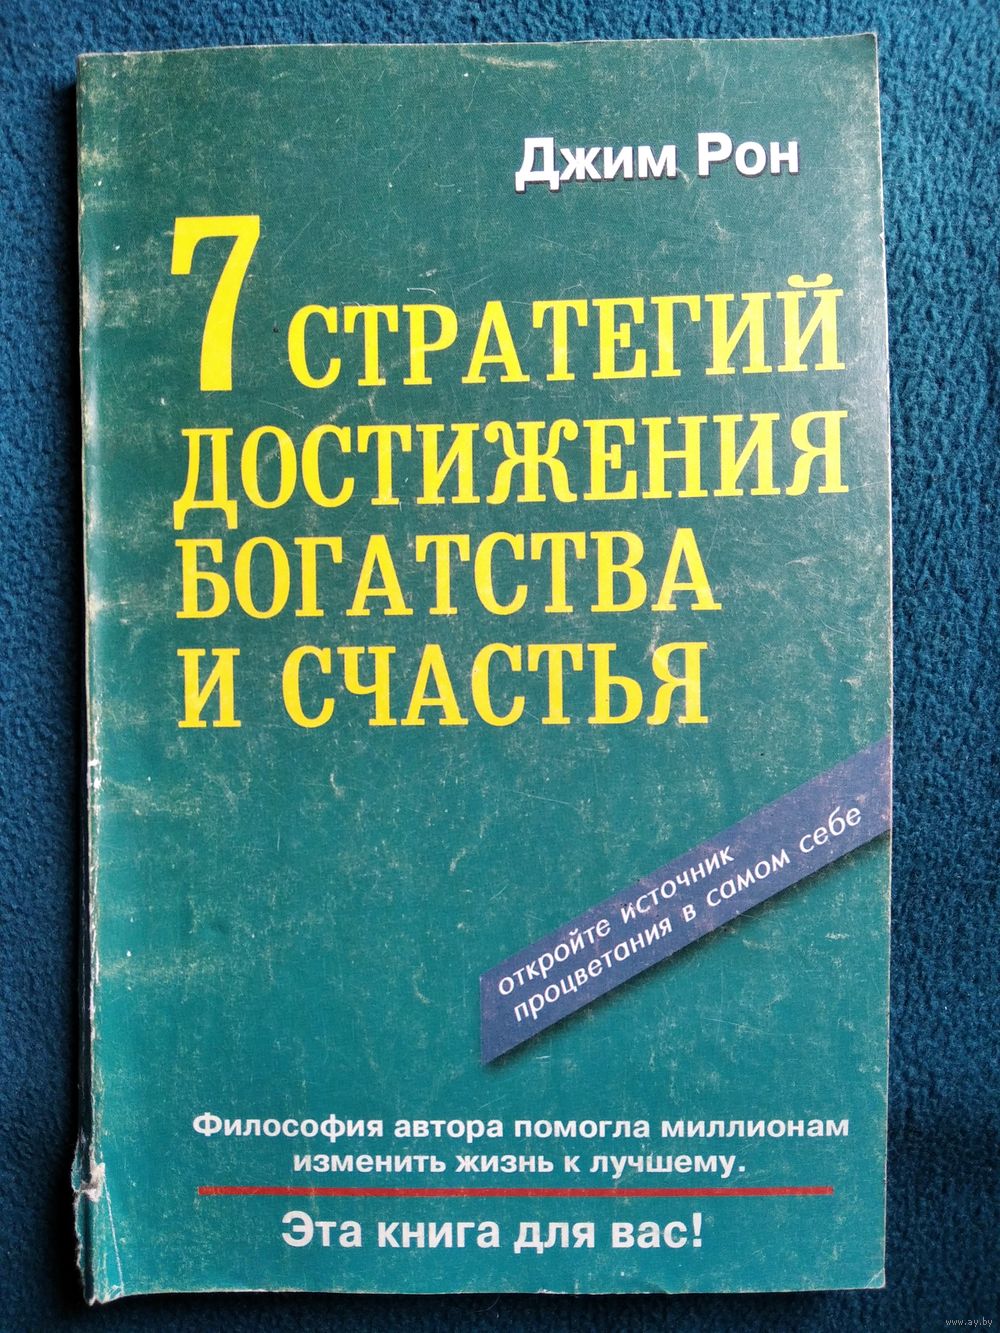 Джим Рон
7 СТРАТЕГИЙ
ДОСТИЖЕНИЯ
БОГАТСТВА
И СЧАСТЬЯ
откройте источник
процветания в самом себе
Философия автора помогла миллионам
изменить жизнь к лучшему.
Эта книга для вас!
www.ay.by